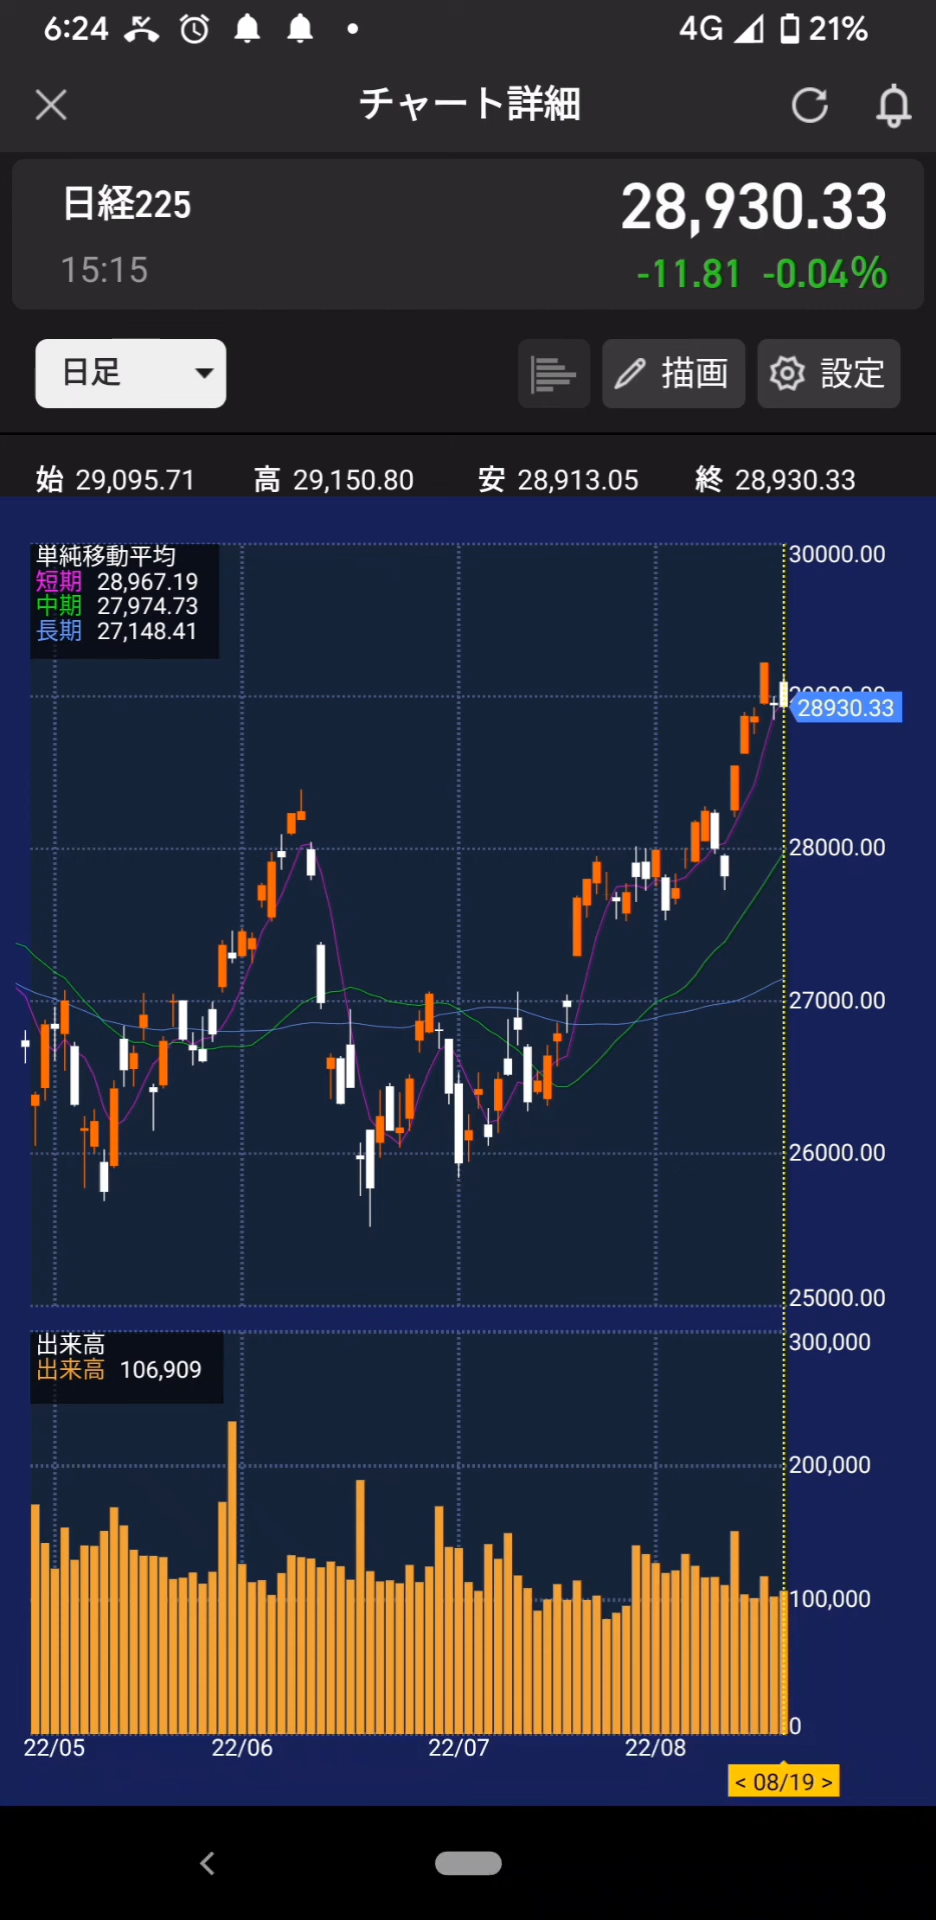 6:24 4G 21%
チャート詳細
日経225 28,930.33
15:15 -11.81 -0.04%
日足 描画 設定
始 29,095.71 高 29,150.80 安 28,913.05 終 28,930.33
単純移動平均
短期 28,967.19
中期 27,974.73
長期 27,148.41
30000.00
28930.33
28000.00
27000.00
26000.00
25000.00
出来高
出来高 106,909
300,000
200,000
100,000
0
22/05 22/06 22/07 22/08
< 08/19 >